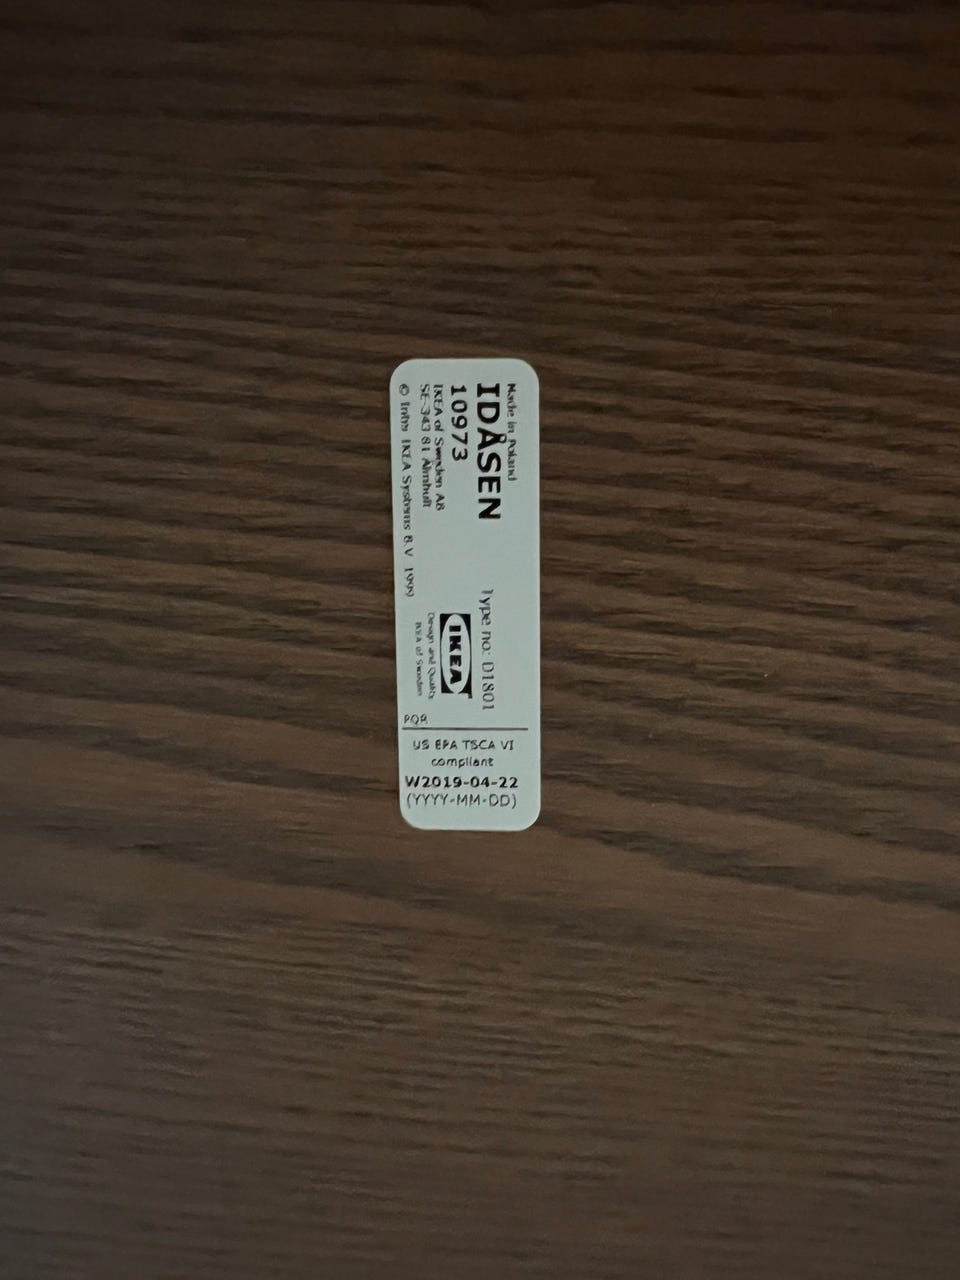 Made in Poland
IDÅSEN
10973
IKEA of Sweden AB
SE-343 81 Älmhult
© Inter IKEA Systems B.V. 1999
Type no.: D1801
IKEA
Design and Quality
IKEA of Sweden
PQR
US EPA TSCA VI
compliant
W2019-04-22
(YYYY-MM-DD)